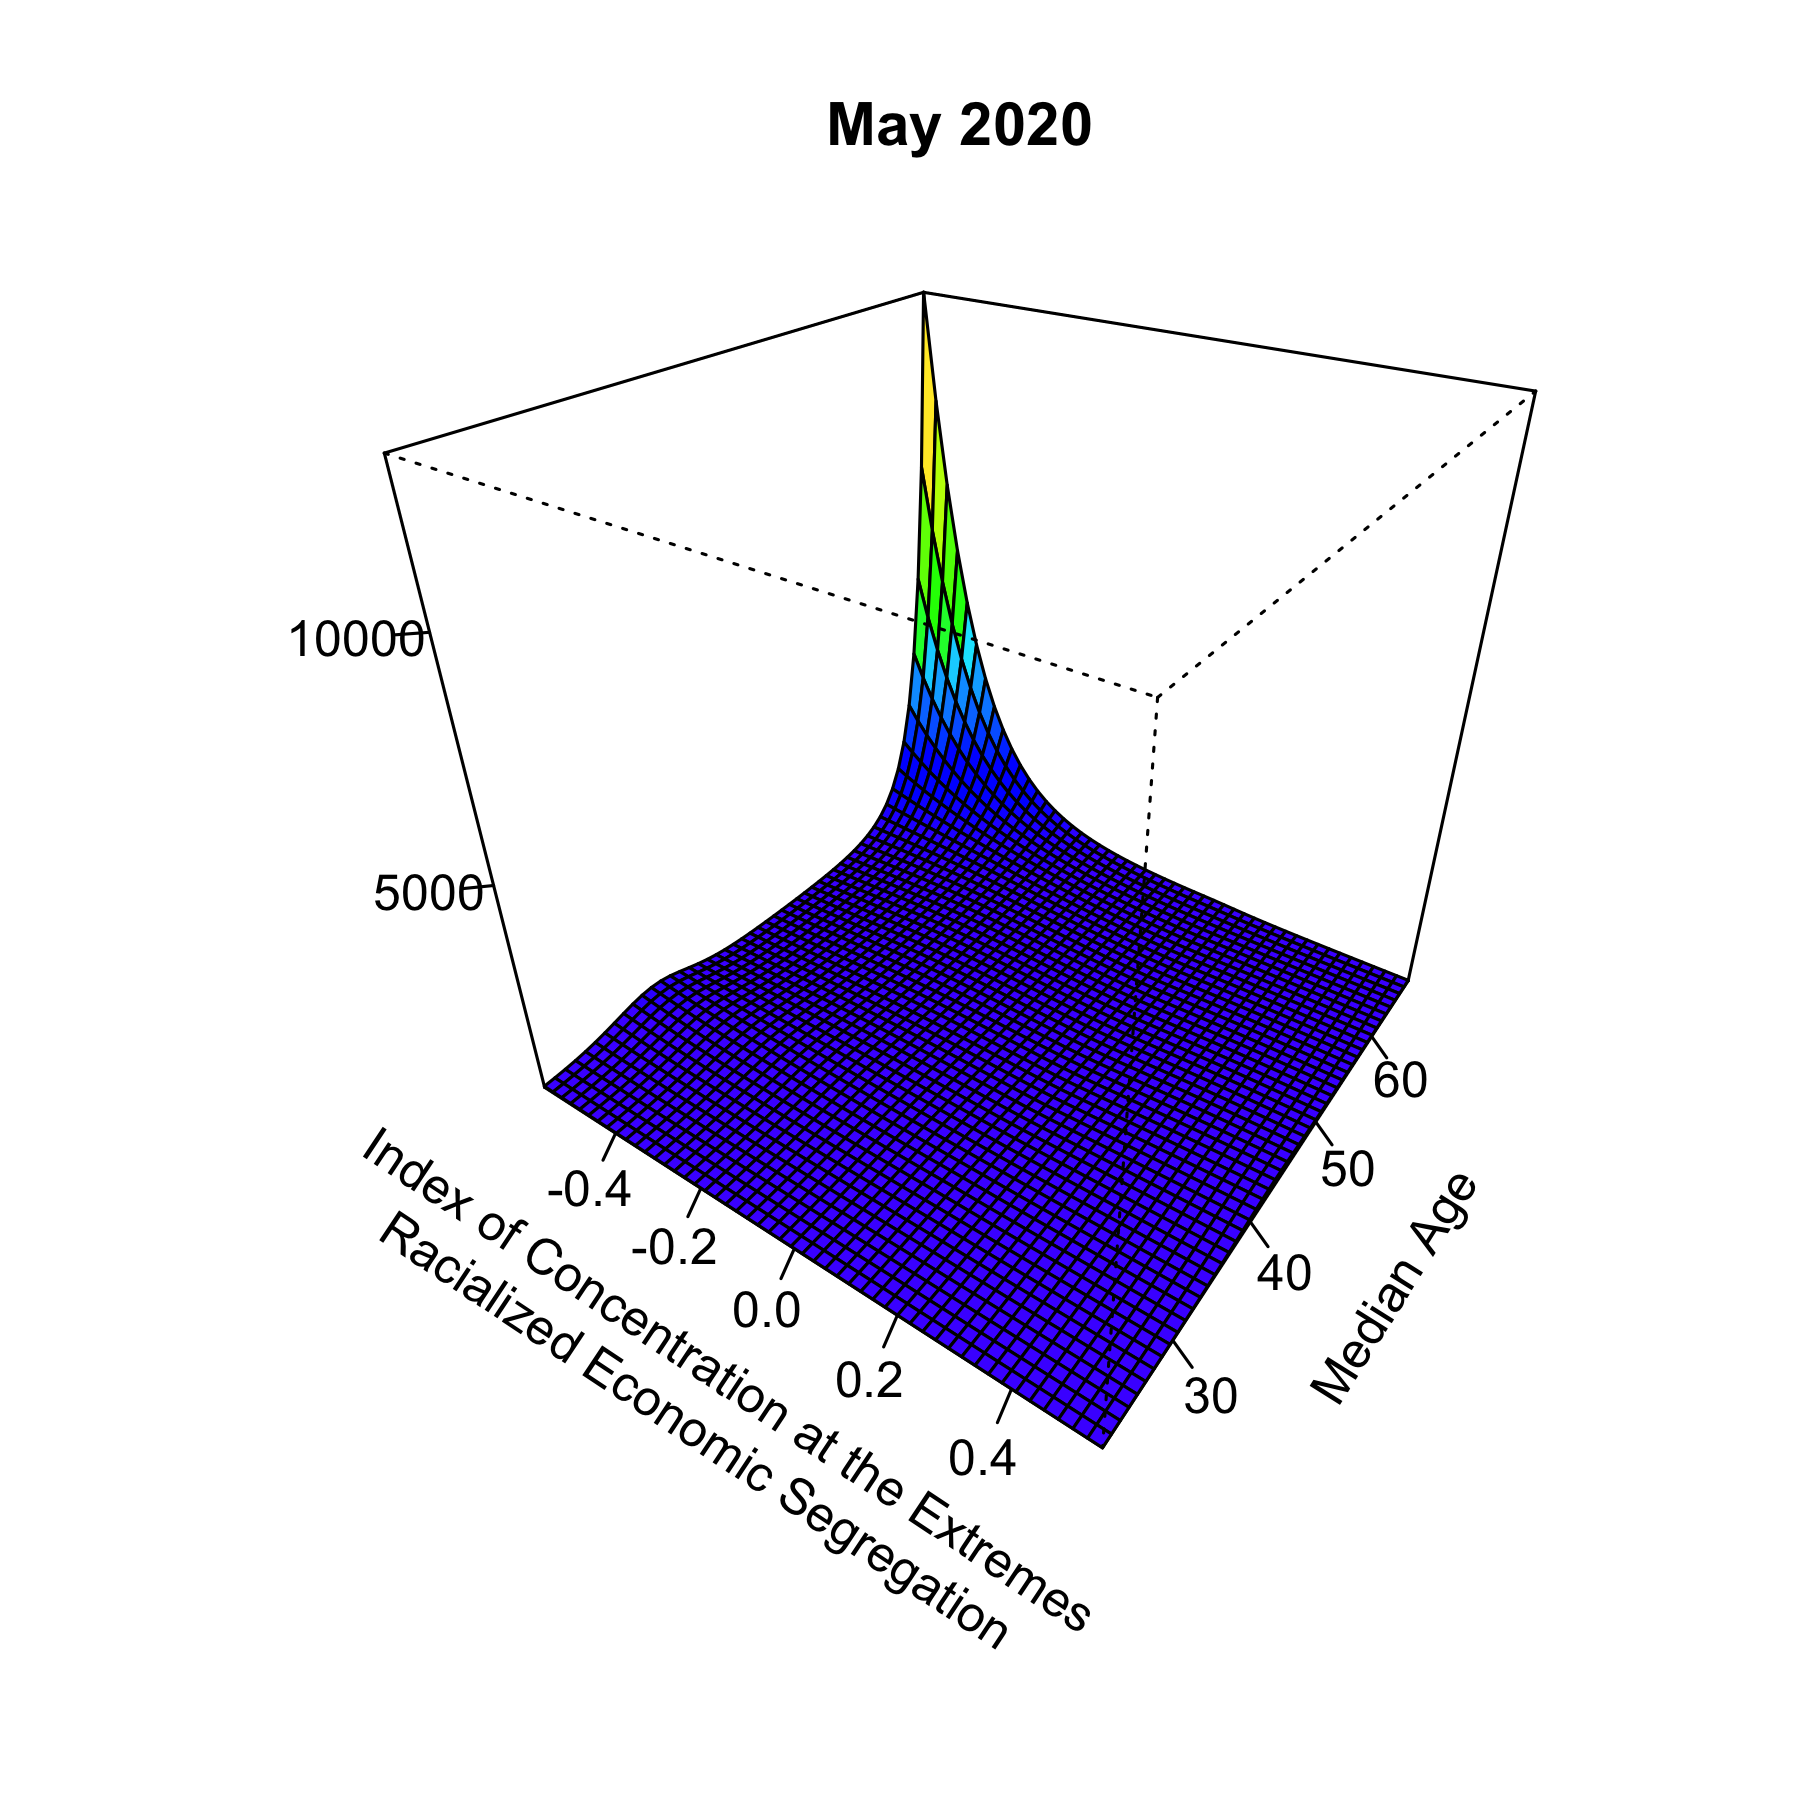 May 2020
10000
5000
-0.4
-0.2
0.0
0.2
0.4
Index of Concentration at the Extremes
Racialized Economic Segregation
30
40
50
60
Median Age